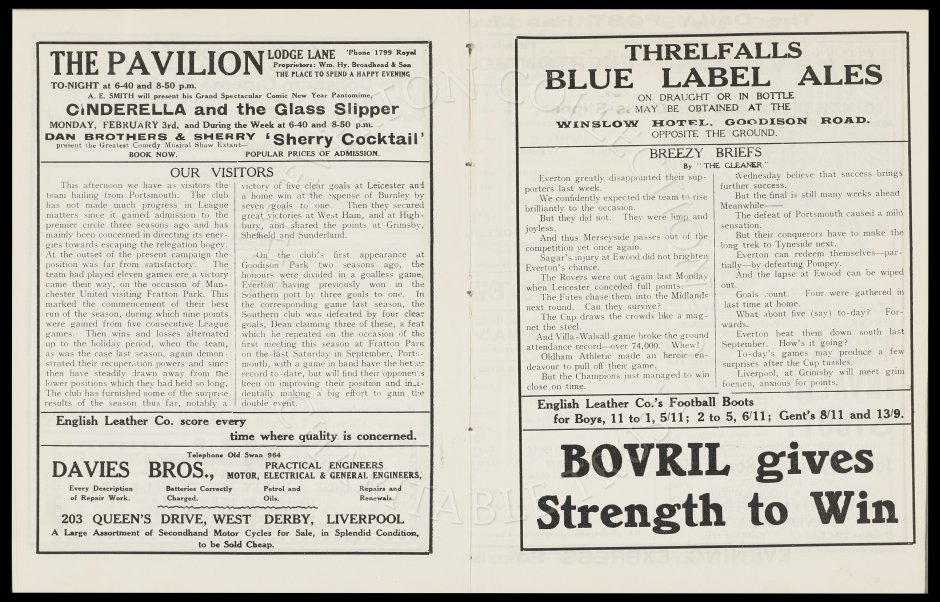 THE PAVILION
LODGE LANE 'Phone 1799 Royal
Proprietors: Wm. Hy. Broadhead & Son
THE PLACE TO SPEND A HAPPY EVENING
TO-NIGHT at 6-40 and 8-50 p.m.
A. E. SMITH will present his Grand Spectacular Comic New Year Pantomime,
CINDERELLA and the Glass Slipper
MONDAY, FEBRUARY 3rd, and During the Week at 6-40 and 8-50 p.m.
DAN BROTHERS & SHERRY 'Sherry Cocktail'
present the Greatest Comedy Musical Show Extant—
BOOK NOW. POPULAR PRICES OF ADMISSION.
OUR VISITORS
This afternoon we have as visitors the
team hailing from Portsmouth. The club
has not made much progress in League
matters since it gained admission to the
premier circle three seasons ago and has
mainly been concerned in directing its ener-
gies towards escaping the relegation bogey.
At the outset of the present campaign the
position was far from satisfactory. The
team had played eleven games ere a victory
came their way, on the occasion of Man-
chester United visiting Fratton Park. This
marked the commencement of their best
run of the season, during which nine points
were gained from five consecutive League
games. Then wins and losses alternated
up to the holiday period, when the team,
as was the case last season, again demon-
strated their recuperation powers and since
then have steadily drawn away from the
lower positions which they had held so long.
The club has furnished some of the surprise
results of the season thus far, notably a
victory of five clear goals at Leicester and
a home win at the expense of Burnley by
seven goals to one. Then they secured
great victories at West Ham, and at High-
bury, and shared the points at Grimsby,
Sheffield and Sunderland.
On the club's first appearance at
Goodison Park two seasons ago, the
honours were divided in a goalless game,
Everton having previously won in the
Southern port by three goals to one. In
the corresponding game last season, the
Southern club was defeated by four clear
goals, Dean claiming three of these, a feat
which he repeated on the occasion of the
first meeting this season at Fratton Park
on the last Saturday in September. Ports-
mouth, with a game in hand have the better
record to-date, but will find their opponents
keen on improving their position and inci-
dentally making a big effort to gain the
double event.
English Leather Co. score every
time where quality is concerned.
Telephone Old Swan 964
DAVIES BROS., PRACTICAL ENGINEERS
MOTOR, ELECTRICAL & GENERAL ENGINEERS,
Every Description of Repair Work. Batteries Correctly Charged. Petrol and Oils. Repairs and Renewals.
203 QUEEN'S DRIVE, WEST DERBY, LIVERPOOL
A Large Assortment of Secondhand Motor Cycles for Sale, in Splendid Condition,
to be Sold Cheap.
THRELFALLS
BLUE LABEL ALES
ON DRAUGHT OR IN BOTTLE
MAY BE OBTAINED AT THE
WINSLOW HOTEL, GOODISON ROAD.
OPPOSITE THE GROUND.
BREEZY BRIEFS
By "THE GLEANER."
Everton greatly disappointed their sup-
porters last week.
We confidently expected the team to rise
brilliantly to the occasion.
But they did not. They were limp and
joyless.
And thus Merseyside passes out of the
competition yet once again.
Sagar's injury at Ewood did not brighten
Everton's chance.
The Rovers were out again last Monday
when Leicester conceded full points.
The Fates chase them into the Midlands
next round. Can they survive?
The Cup draws the crowds like a mag-
net the steel.
And Villa-Walsall game broke the ground
attendance record—over 74,000. Whew!
Oldham Athletic made an heroic en-
deavour to pull off their game.
But the Champions just managed to win
close on time.
Wednesday believe that success brings
further success.
But the final is still many weeks ahead.
Meanwhile—
The defeat of Portsmouth caused a mild
sensation.
But their conquerors have to make the
long trek to Tyneside next.
Everton can redeem themselves—par-
tially—by defeating Pompey.
And the lapse at Ewood can be wiped
out.
Goals count. Four were gathered in
last time at home.
What about five (say) to-day? For-
wards.
Everton beat them down south last
September. How's it going?
To-day's games may produce a few
surprises after the Cup tussles.
Liverpool, at Grimsby will meet grim
foemen, anxious for points.
English Leather Co.'s Football Boots
for Boys, 11 to 1, 5/11; 2 to 5, 6/11; Gent's 8/11 and 13/9.
BOVRIL gives
Strength to Win